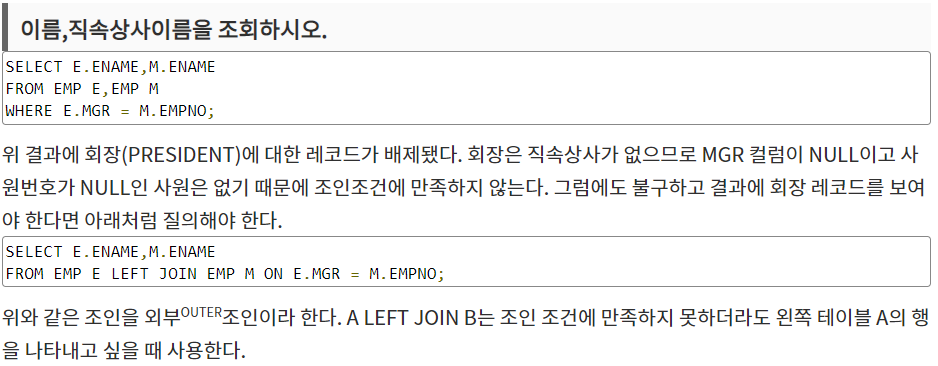 이름,직속상사이름을 조회하시오.
SELECT E.ENAME,M.ENAME
FROM EMP E,EMP M
WHERE E.MGR = M.EMPNO;
위 결과에 회장(PRESIDENT)에 대한 레코드가 배제됐다. 회장은 직속상사가 없으므로 MGR 컬럼이 NULL이고 사
원번호가 NULL인 사원은 없기 때문에 조인조건에 만족하지 않는다. 그럼에도 불구하고 결과에 회장 레코드를 보여
야 한다면 아래처럼 질의해야 한다.
SELECT E.ENAME,M.ENAME
FROM EMP E LEFT JOIN EMP M ON E.MGR = M.EMPNO;
위와 같은 조인을 외부OUTER조인이라 한다. A LEFT JOIN B는 조인 조건에 만족하지 못하더라도 왼쪽 테이블 A의 행
을 나타내고 싶을 때 사용한다.